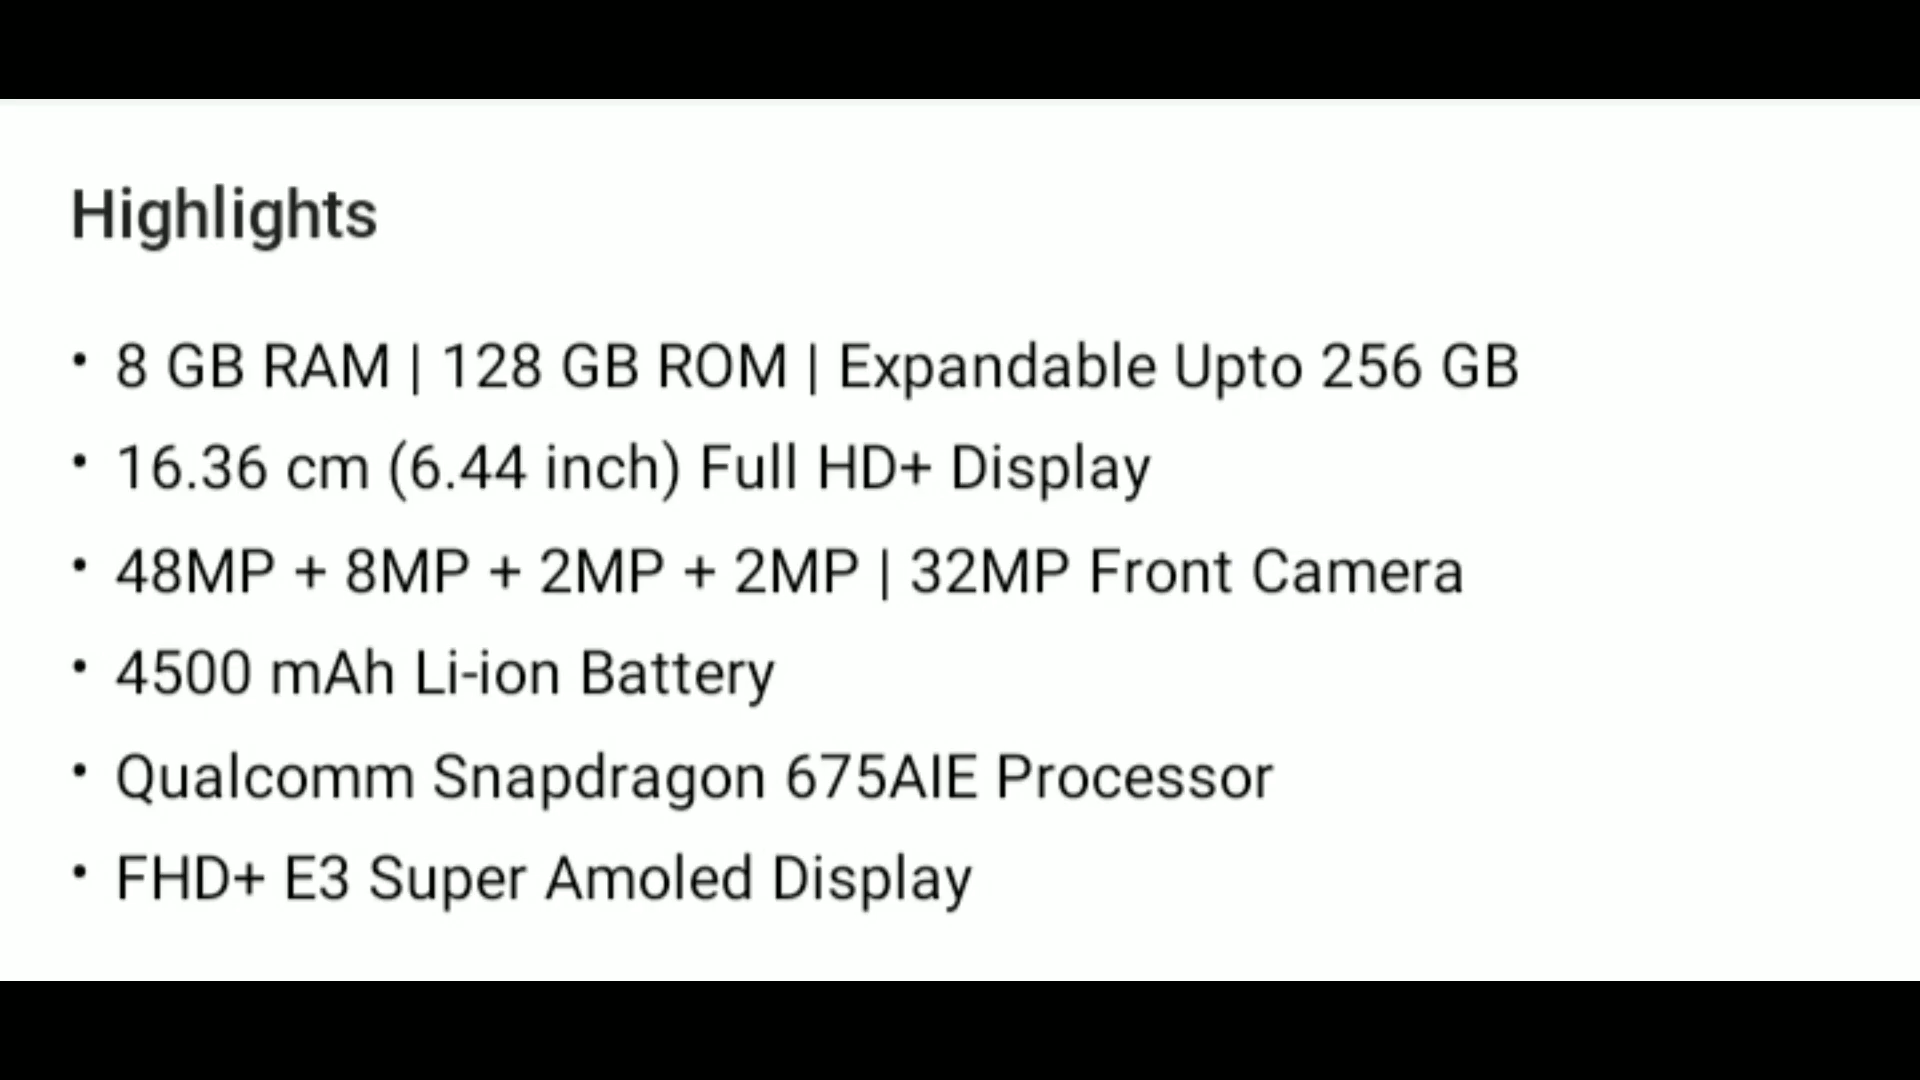 Highlights
• 8 GB RAM | 128 GB ROM | Expandable Upto 256 GB
• 16.36 cm (6.44 inch) Full HD+ Display
• 48MP + 8MP + 2MP + 2MP | 32MP Front Camera
• 4500 mAh Li-ion Battery
• Qualcomm Snapdragon 675AIE Processor
• FHD+ E3 Super Amoled Display